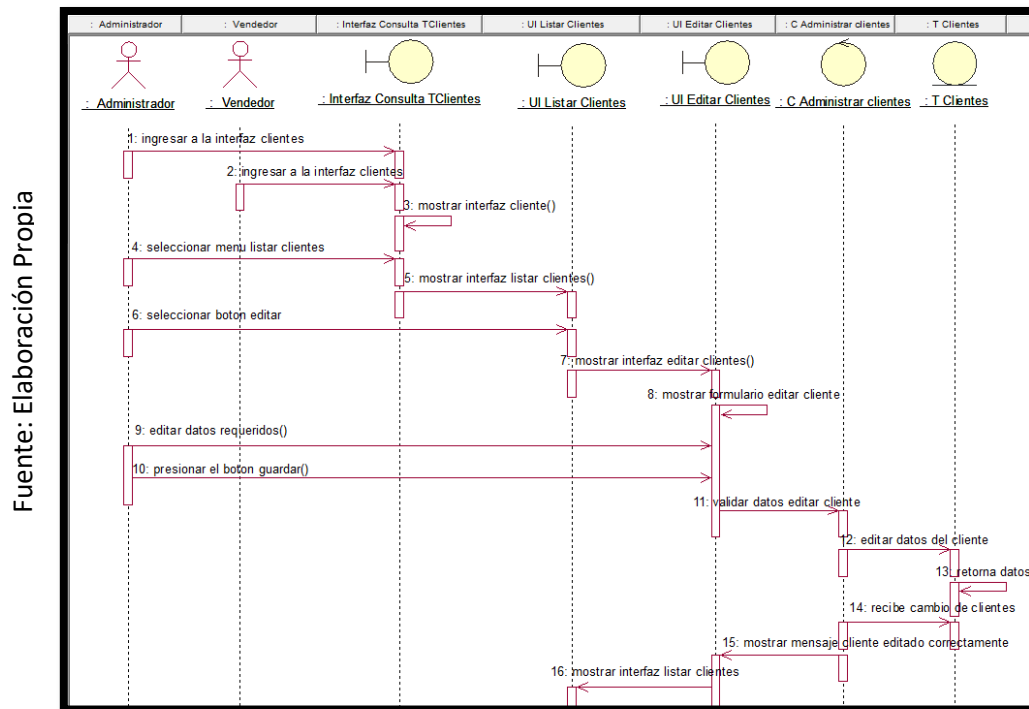 : Administrador
: Vendedor
: Interfaz Consulta TClientes
: UI Listar Clientes
: UI Editar Clientes
: C Administrar clientes
: T Clientes
: Administrador
: Vendedor
: Interfaz Consulta TClientes
: UI Listar Clientes
: UI Editar Clientes
: C Administrar clientes
: T Clientes
1: ingresar a la interfaz clientes
2: ingresar a la interfaz clientes
3: mostrar interfaz cliente()
4: seleccionar menu listar clientes
5: mostrar interfaz listar clientes()
6: seleccionar boton editar
7: mostrar interfaz editar clientes()
8: mostrar formulario editar cliente
9: editar datos requeridos()
10: presionar el boton guardar()
11: validar datos editar cliente
12: editar datos del cliente
13: retorna datos
14: recibe cambio de clientes
15: mostrar mensaje cliente editado correctamente
16: mostrar interfaz listar clientes
Fuente: Elaboración Propia